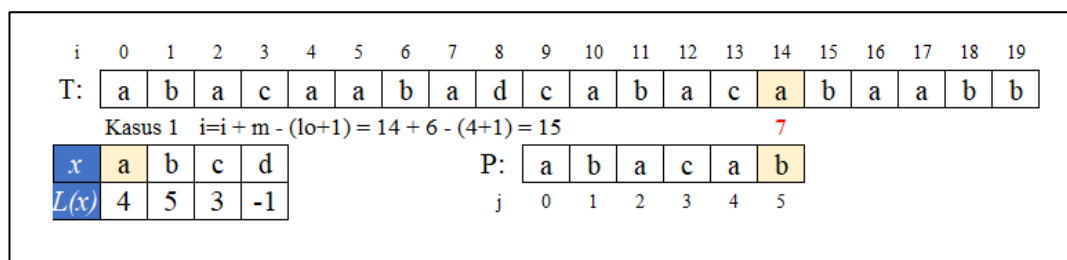 i 0 1 2 3 4 5 6 7 8 9 10 11 12 13 14 15 16 17 18 19
T: a b a c a a b a d c a b a c a b a a b b
Kasus 1 i=i + m - (lo+1) = 14 + 6 - (4+1) = 15 7
x a b c d P: a b a c a b
L(x) 4 5 3 -1 j 0 1 2 3 4 5